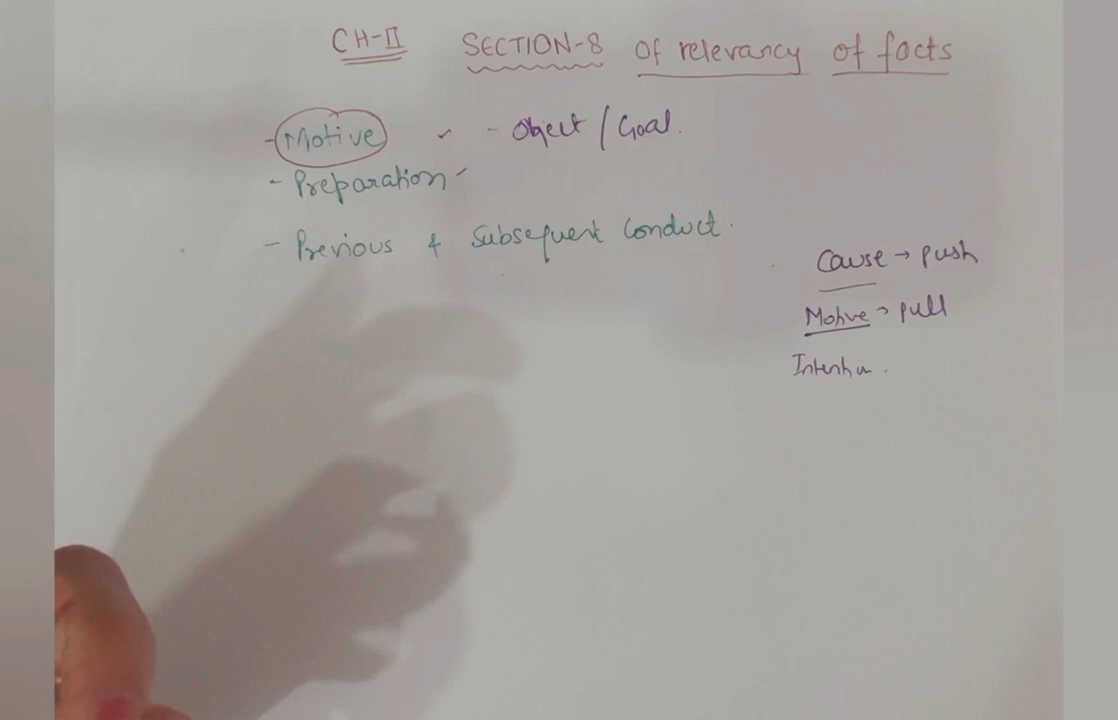 CH-II SECTION-8 Of relevancy of facts
- Motive ✓ - Object / Goal.
- Preparation -
- Previous & Subsequent Conduct.
Cause → push
Motive → pull
Intention.